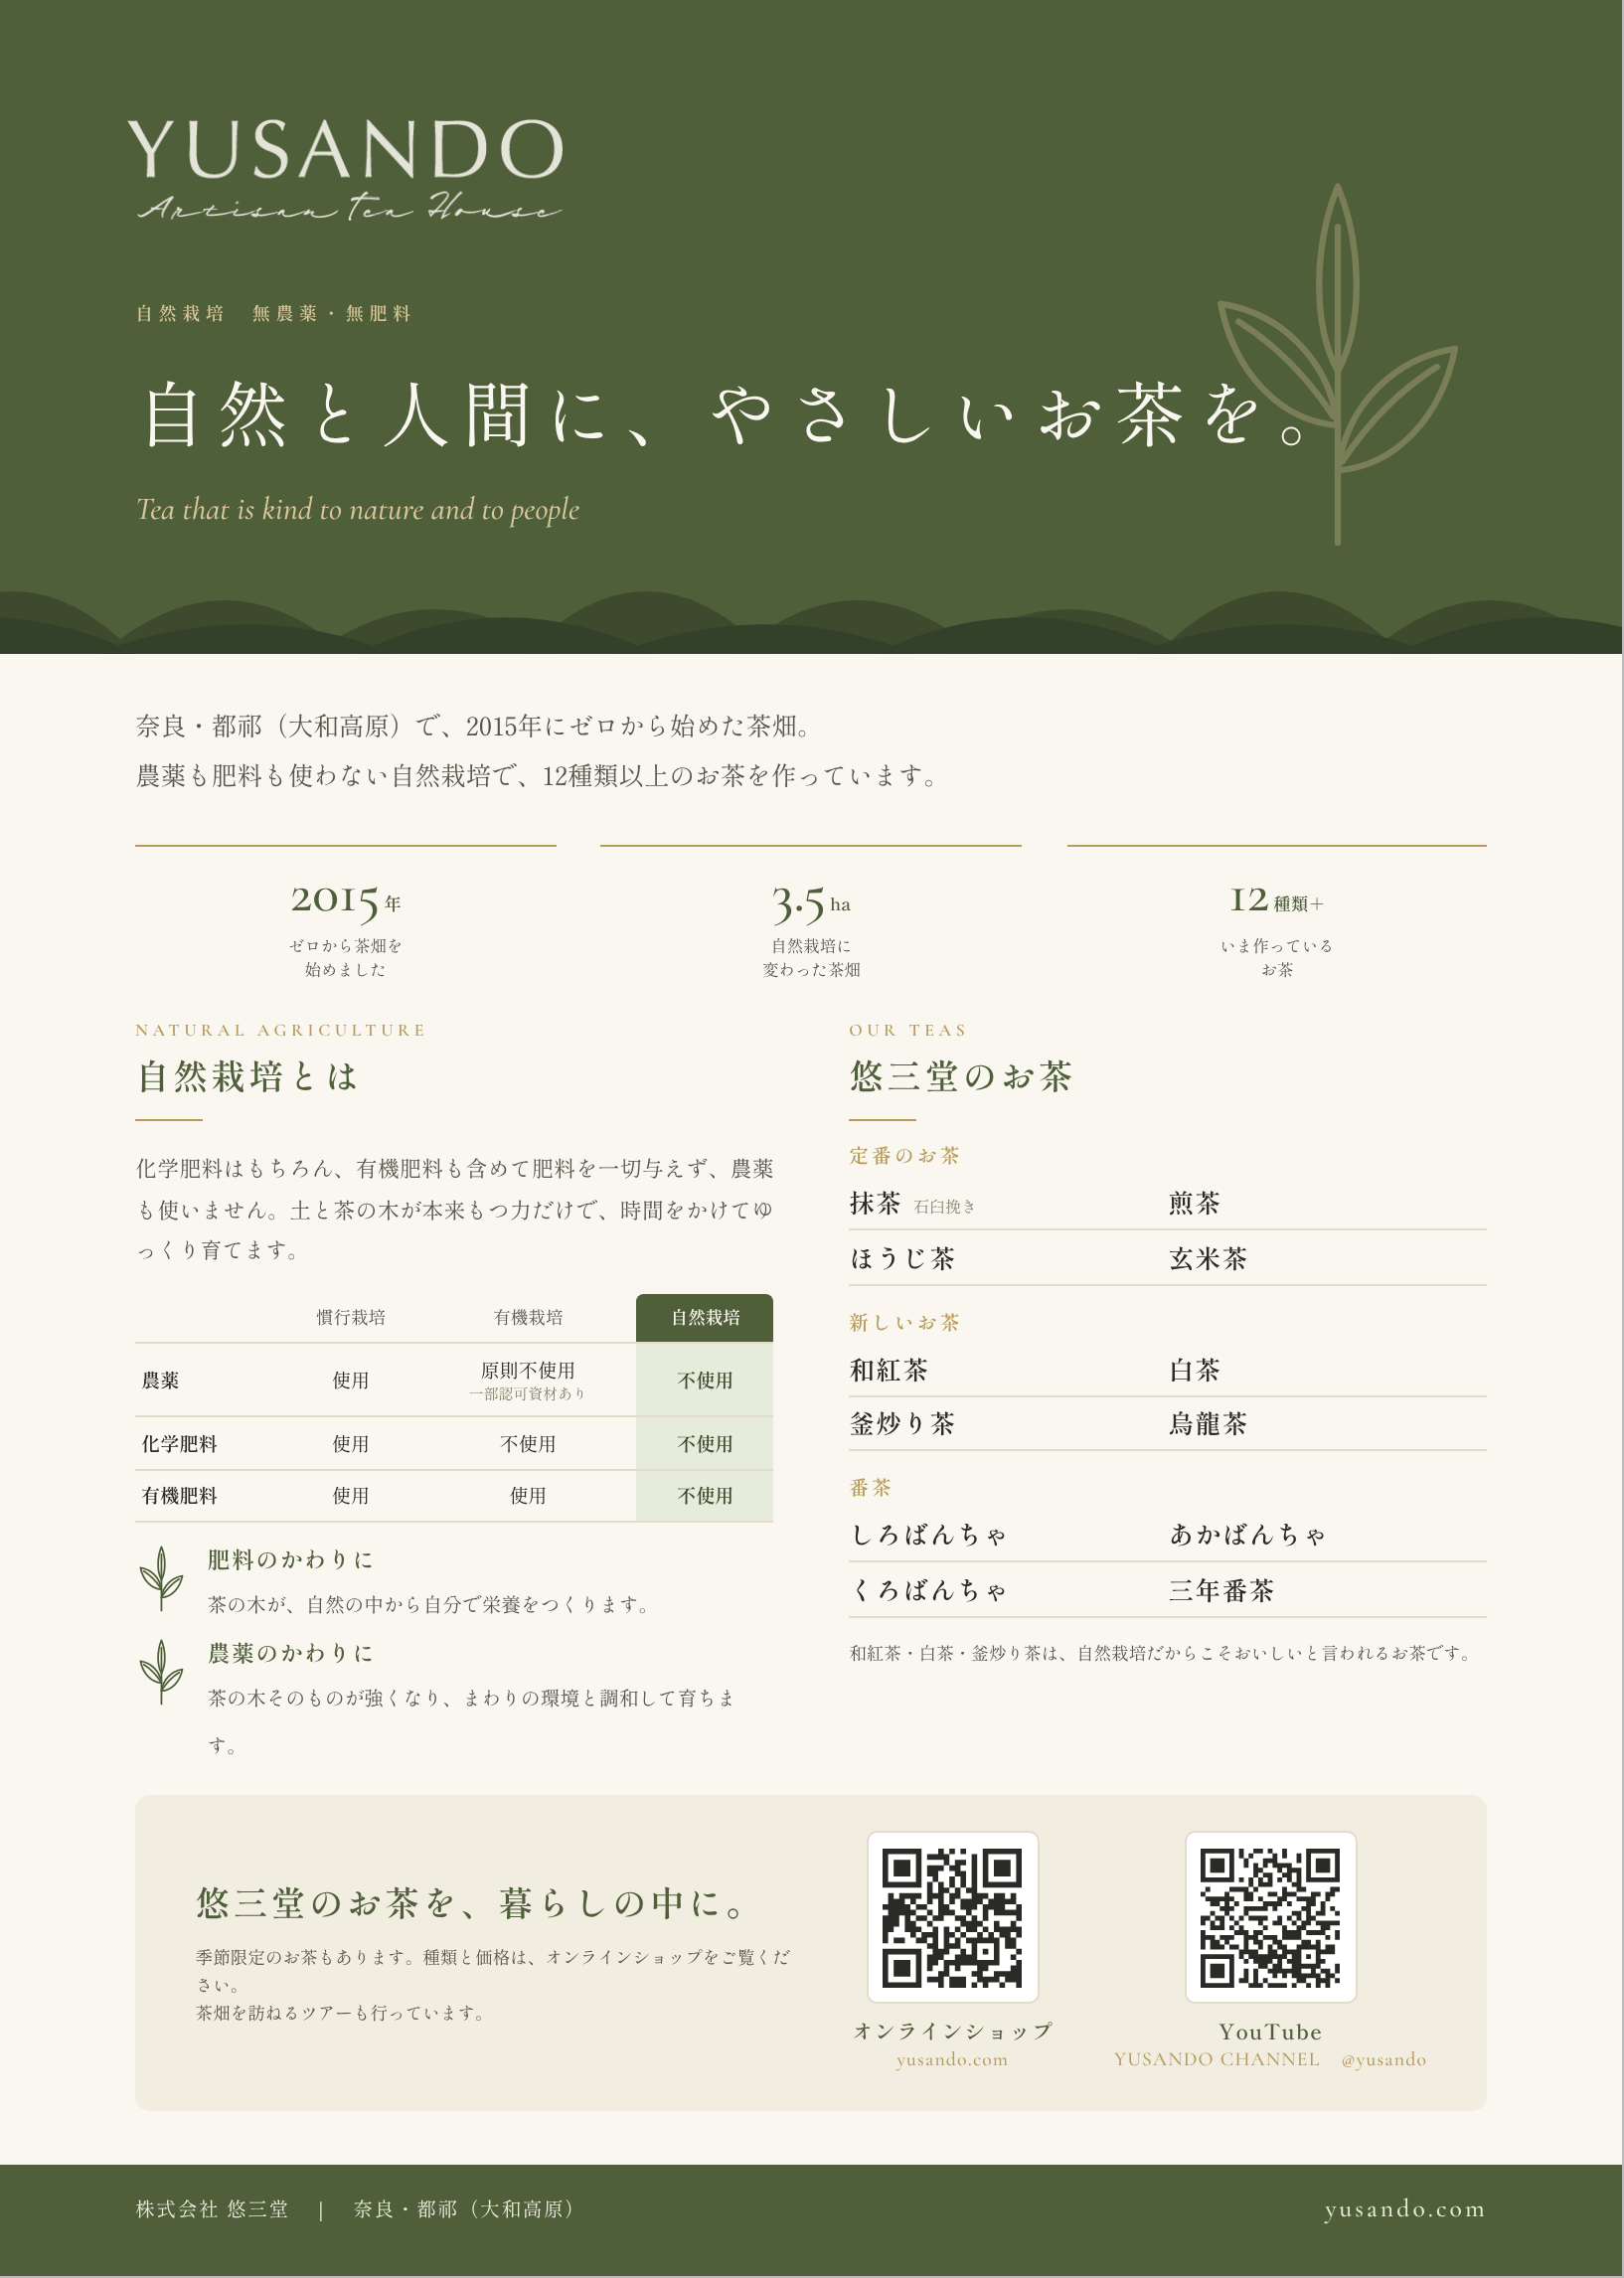 YUSANDO
Artisan Tea House
自然栽培　無農薬・無肥料
自然と人間に、やさしいお茶を。
Tea that is kind to nature and to people
奈良・都祁（大和高原）で、2015年にゼロから始めた茶畑。
農薬も肥料も使わない自然栽培で、12種類以上のお茶を作っています。
2015 年
ゼロから茶畑を
始めました
3.5 ha
自然栽培に
変わった茶畑
12 種類＋
いま作っている
お茶
NATURAL AGRICULTURE
自然栽培とは
化学肥料はもちろん、有機肥料も含めて肥料を一切与えず、農薬
も使いません。土と茶の木が本来もつ力だけで、時間をかけてゆ
っくり育てます。
慣行栽培 有機栽培 自然栽培
農薬 使用 原則不使用 不使用
一部認可資材あり
化学肥料 使用 不使用 不使用
有機肥料 使用 使用 不使用
肥料のかわりに
茶の木が、自然の中から自分で栄養をつくります。
農薬のかわりに
茶の木そのものが強くなり、まわりの環境と調和して育ちま
す。
OUR TEAS
悠三堂のお茶
定番のお茶
抹茶 石臼挽き 煎茶
ほうじ茶 玄米茶
新しいお茶
和紅茶 白茶
釜炒り茶 烏龍茶
番茶
しろばんちゃ あかばんちゃ
くろばんちゃ 三年番茶
和紅茶・白茶・釜炒り茶は、自然栽培だからこそおいしいと言われるお茶です。
悠三堂のお茶を、暮らしの中に。
季節限定のお茶もあります。種類と価格は、オンラインショップをご覧くだ
さい。
茶畑を訪ねるツアーも行っています。
オンラインショップ
yusando.com
YouTube
YUSANDO CHANNEL　@yusando
株式会社 悠三堂　|　奈良・都祁（大和高原）
yusando.com